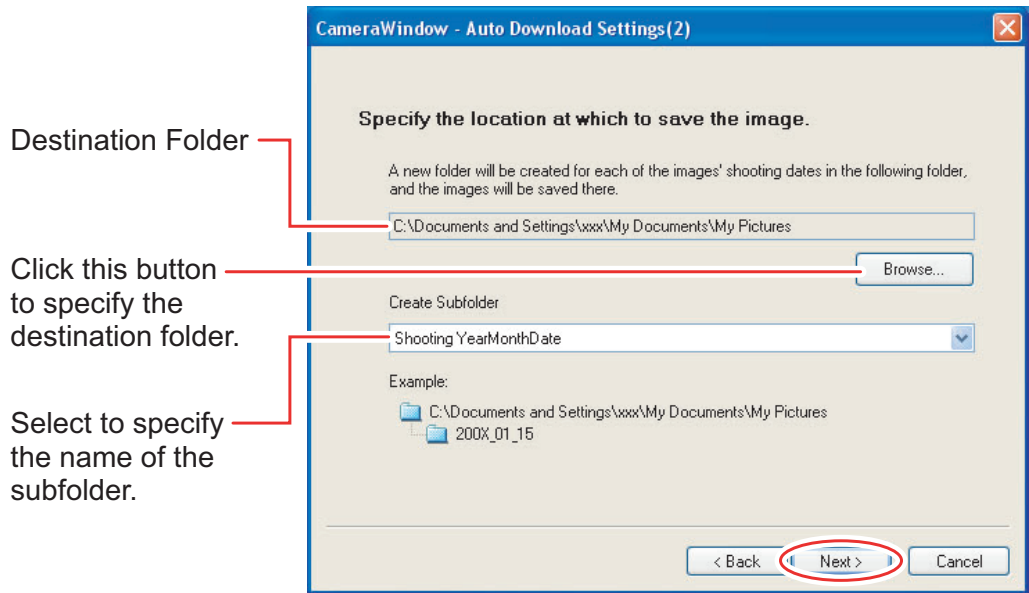 CameraWindow - Auto Download Settings(2)
Specify the location at which to save the image.
Destination Folder
A new folder will be created for each of the images' shooting dates in the following folder,
and the images will be saved there.
C:\Documents and Settings\xxx\My Documents\My Pictures
Click this button
to specify the
destination folder.
Browse...
Create Subfolder
Shooting YearMonthDate
Example:
C:\Documents and Settings\xxx\My Documents\My Pictures
200X_01_15
Select to specify
the name of the
subfolder.
< Back
Next >
Cancel